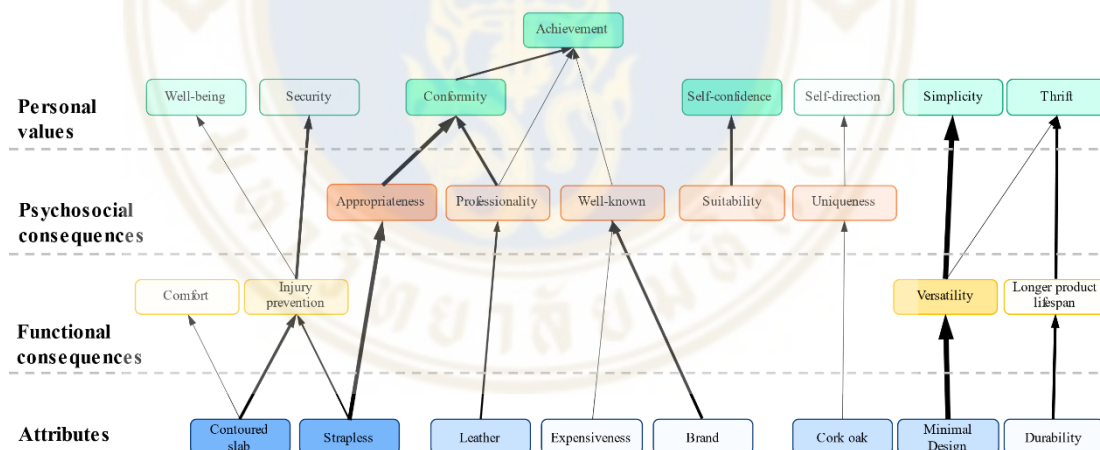 Achievement
Personal
values
Well-being
Security
Conformity
Self-confidence
Self-direction
Simplicity
Thrift
Psychosocial
consequences
Appropriateness
Professionality
Well-known
Suitability
Uniqueness
Functional
consequences
Comfort
Injury
prevention
Versatility
Longer product
lifespan
Attributes
Contoured
slab
Strapless
Leather
Expensiveness
Brand
Cork oak
Minimal
Design
Durability